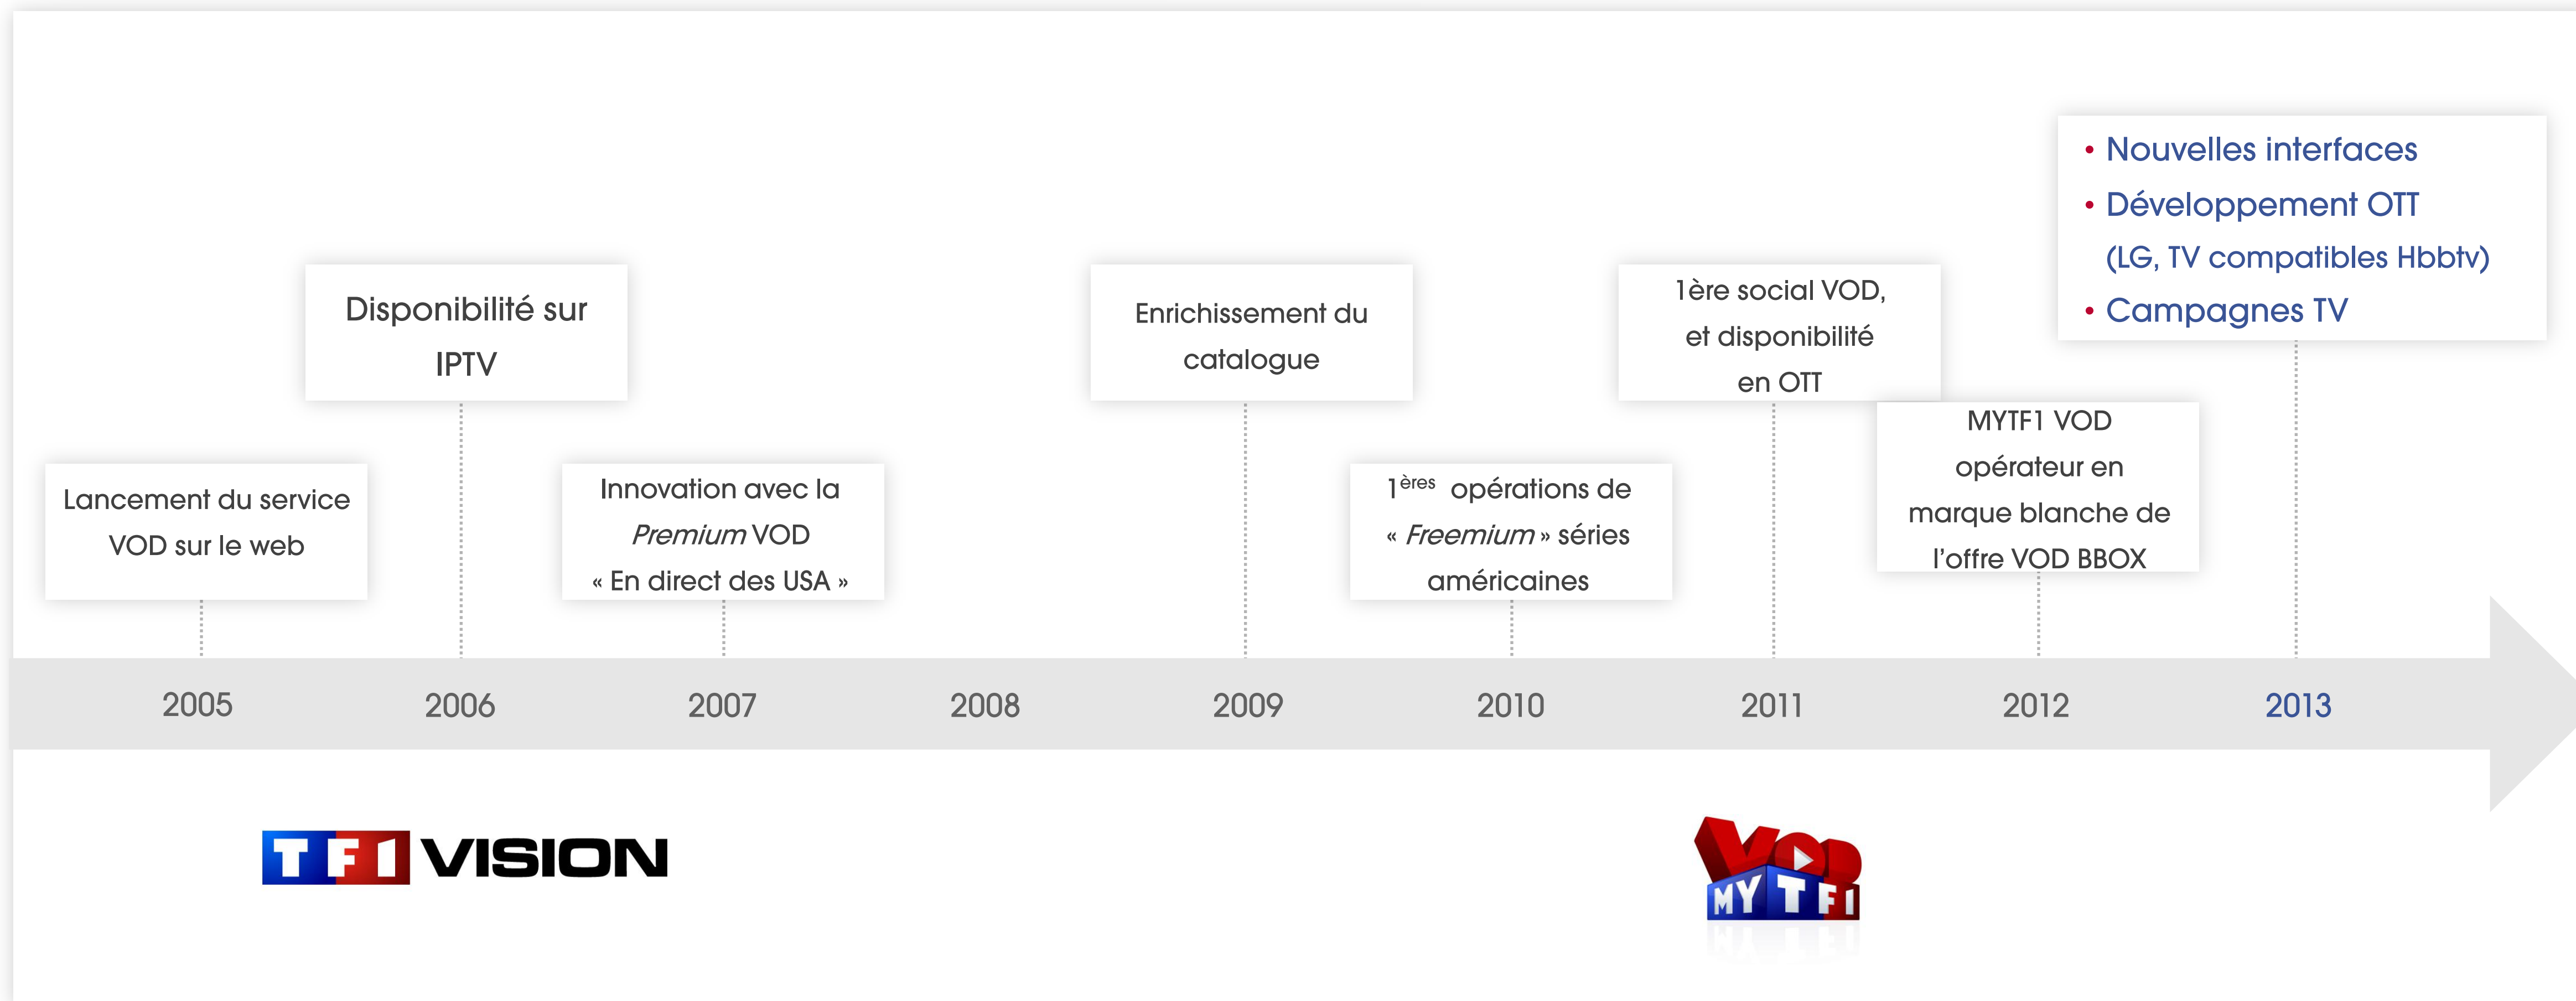 Lancement du service
VOD sur le web
Disponibilité sur
IPTV
Innovation avec la
Premium VOD
« En direct des USA »
Enrichissement du
catalogue
1ères opérations de
« Freemium » séries
américaines
1ère social VOD,
et disponibilité
en OTT
MYTF1 VOD
opérateur en
marque blanche de
l'offre VOD BBOX
• Nouvelles interfaces
• Développement OTT
(LG, TV compatibles Hbbtv)
• Campagnes TV
2005 2006 2007 2008 2009 2010 2011 2012 2013
TF1 VISION
VOD
MYTF1